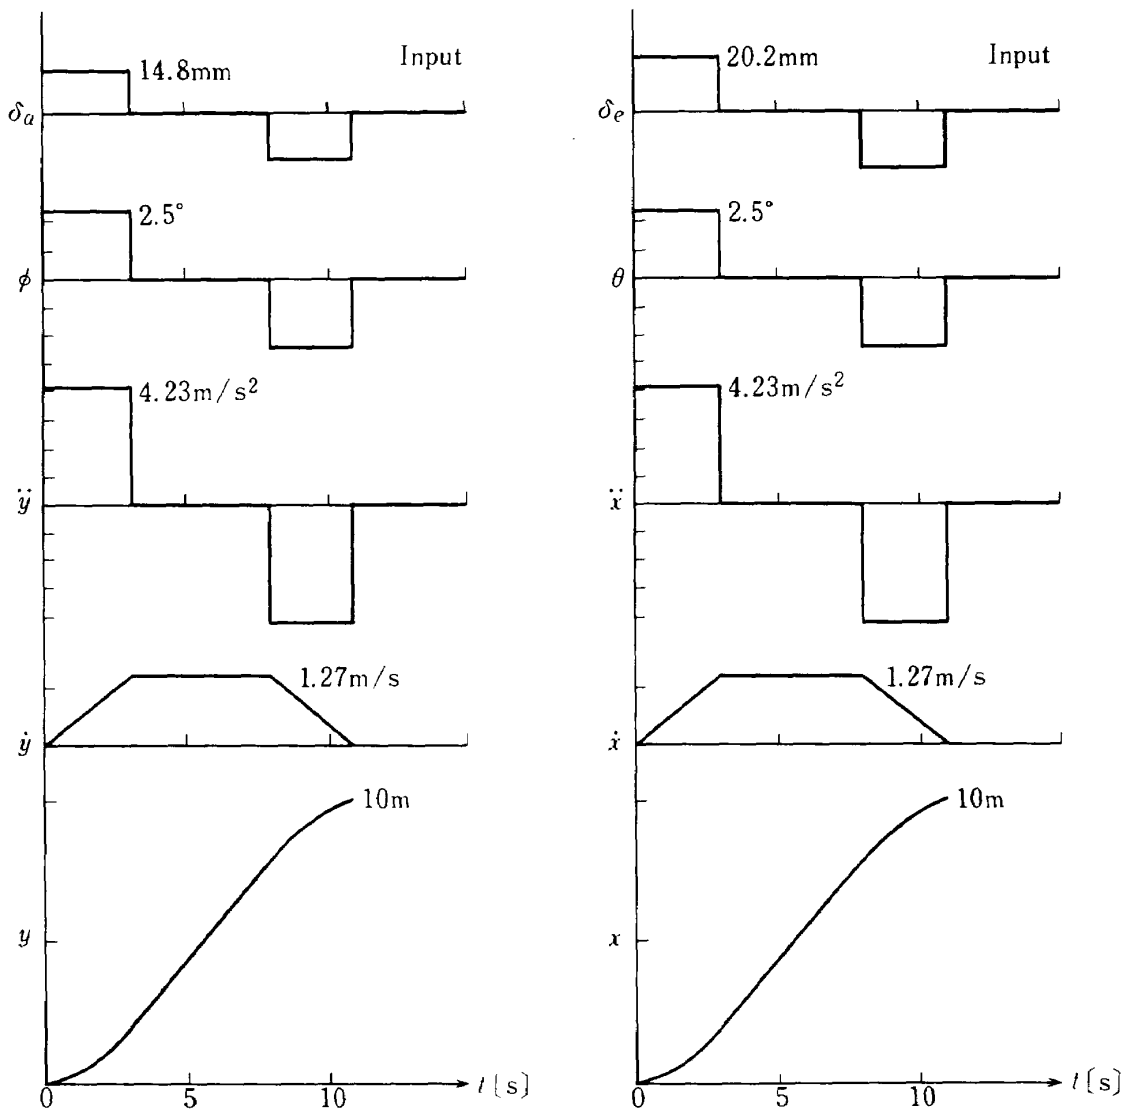 Input
14.8mm
δa
2.5°
φ
4.23m/s²
ÿ
1.27m/s
ẏ
10m
y
0 5 10 t[s]
Input
20.2mm
δe
2.5°
θ
4.23m/s²
ẍ
1.27m/s
ẋ
10m
x
0 5 10 t[s]